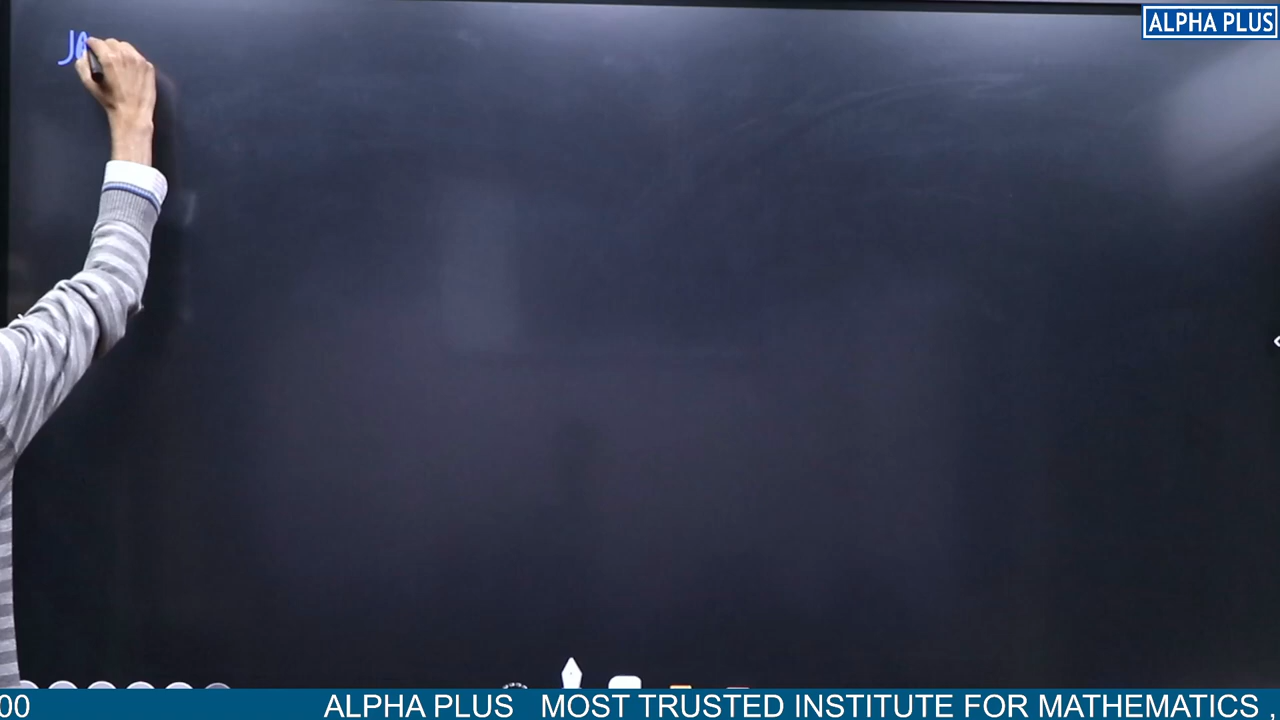 ALPHA PLUS
J
00 ALPHA PLUS MOST TRUSTED INSTITUTE FOR MATHEMATICS .